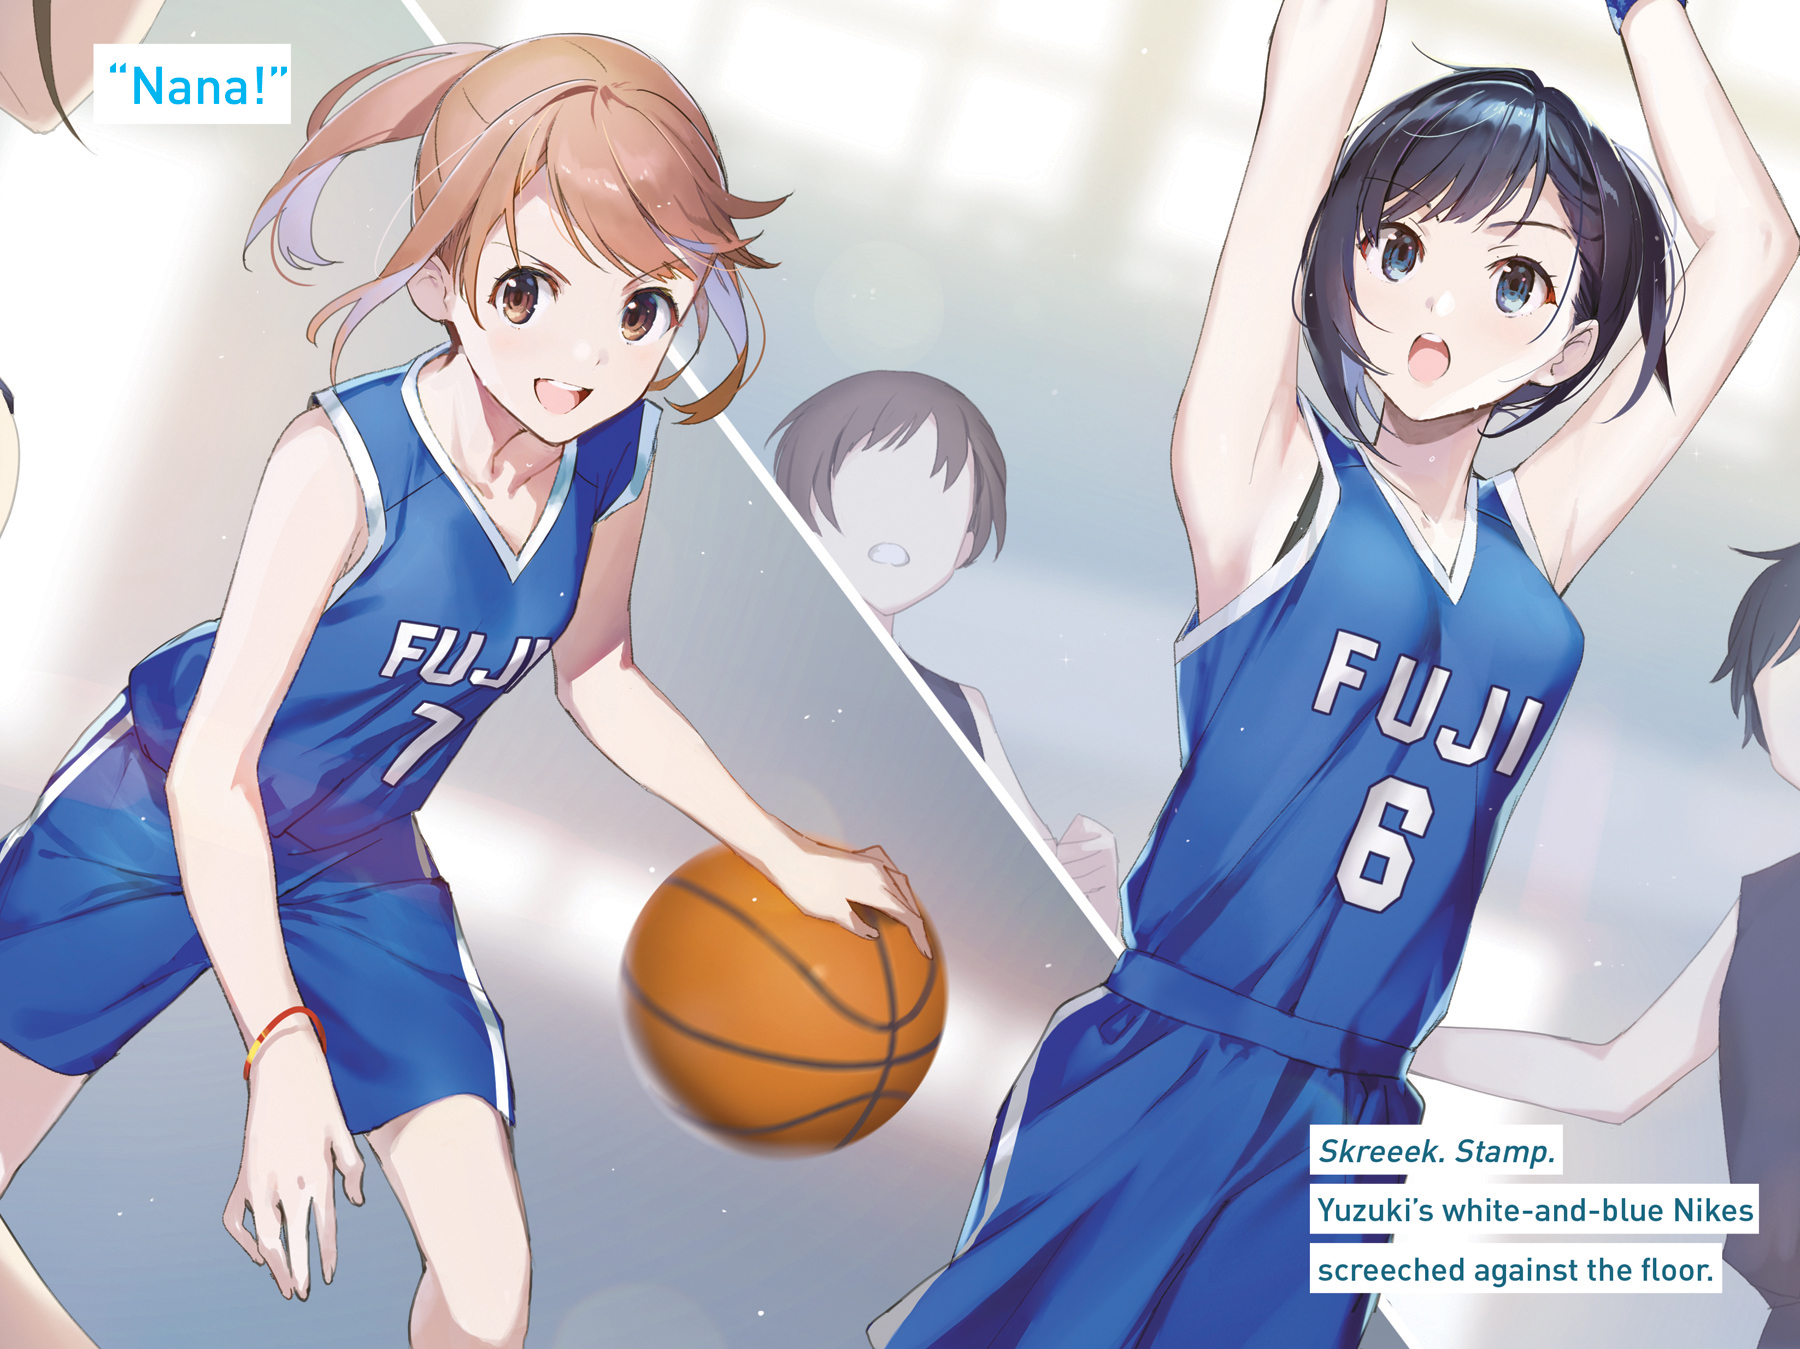 “Nana!”
FUJI
7
FUJI
6
Skreeek. Stamp.
Yuzuki’s white-and-blue Nikes
screeched against the floor.